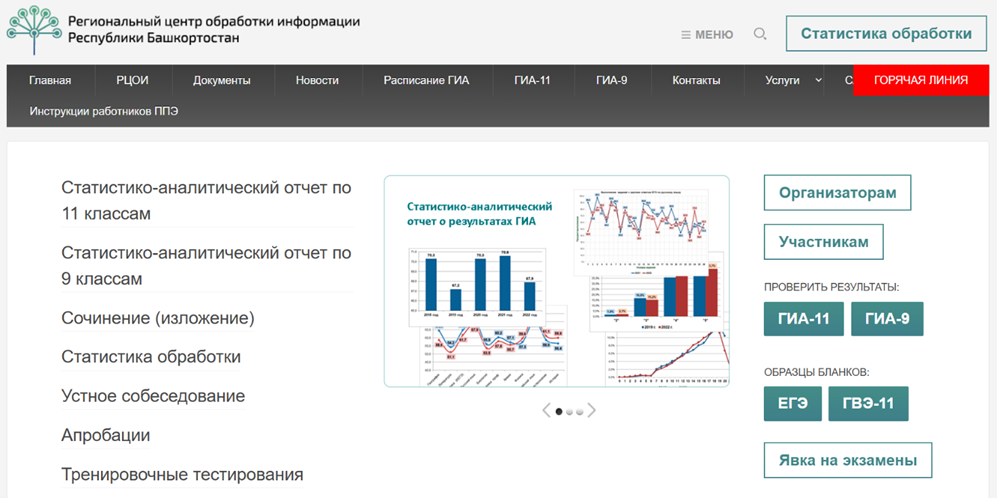 Региональный центр обработки информации
Республики Башкортостан
МЕНЮ
Статистика обработки
Главная
РЦОИ
Документы
Новости
Расписание ГИА
ГИА-11
ГИА-9
Контакты
Услуги
ГОРЯЧАЯ ЛИНИЯ
Инструкции работников ППЭ
Статистико-аналитический отчет по
11 классам
Статистико-аналитический отчет по
9 классам
Сочинение (изложение)
Статистика обработки
Устное собеседование
Апробации
Тренировочные тестирования
Статистико-аналитический
отчет о результатах ГИА
Организаторам
Участникам
ПРОВЕРИТЬ РЕЗУЛЬТАТЫ:
ГИА-11
ГИА-9
ОБРАЗЦЫ БЛАНКОВ:
ЕГЭ
ГВЭ-11
Явка на экзамены